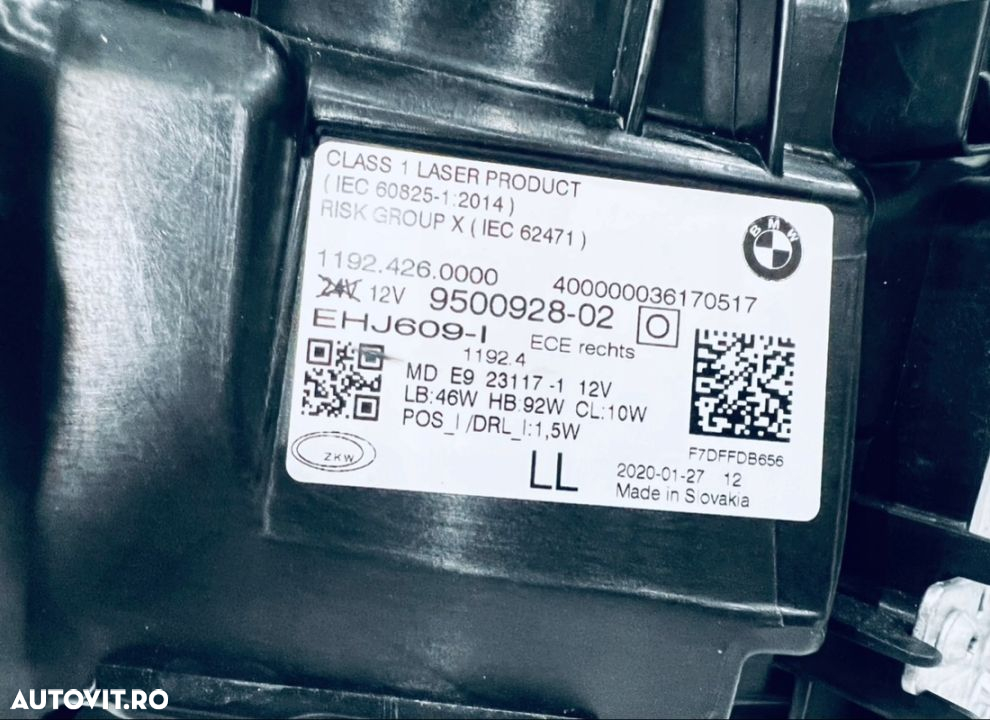 CLASS 1 LASER PRODUCT
( IEC 60825-1:2014 )
RISK GROUP X ( IEC 62471 )
BMW
1192.426.0000 400000036170517
24V 12V 9500928-02 O
EHJ609-I ECE rechts
1192.4
MD E9 23117 -1 12V
LB:46W HB:92W CL:10W
POS_I /DRL_I:1,5W
F7DFFDB656
ZKW
LL 2020-01-27 12
Made in Slovakia
AUTOVIT.RO